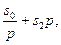 s₀/p + s₂p,